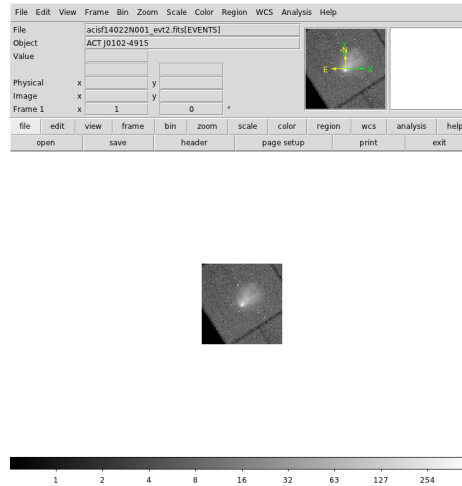 File Edit View Frame Bin Zoom Scale Color Region WCS Analysis Help
File acisf14022N001_evt2.fits[EVENTS]
Object ACT J0102-4915
Value
Physical x y
Image x y
Frame 1 x 1 0 °
N
E X
file edit view frame bin zoom scale color region wcs analysis help
open save header page setup print exit
1 2 4 8 16 32 63 127 254